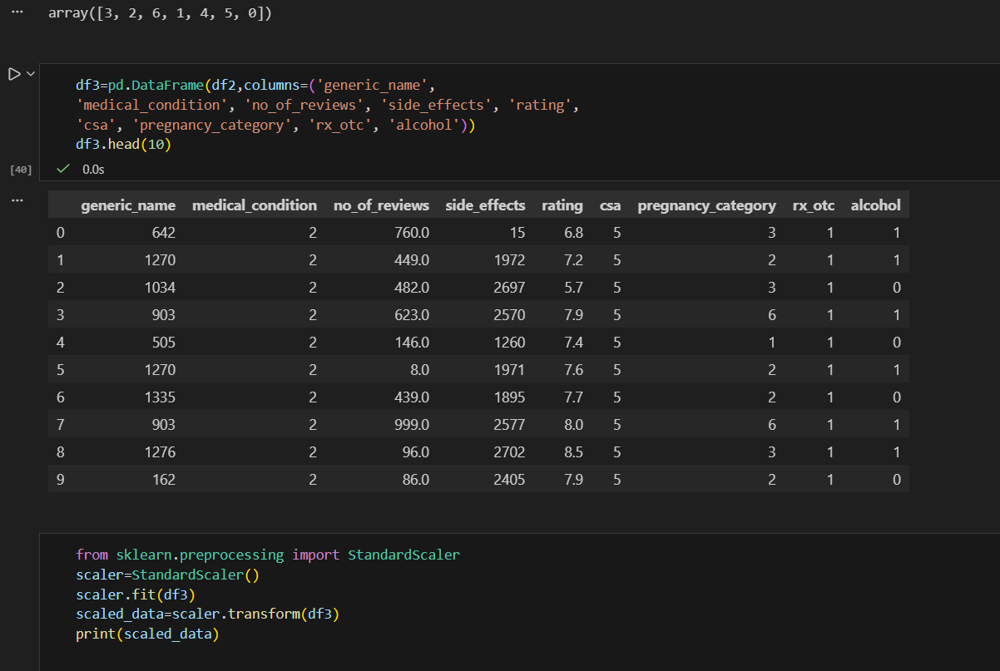 ... array([3, 2, 6, 1, 4, 5, 0])
df3=pd.DataFrame(df2,columns=('generic_name',
'medical_condition', 'no_of_reviews', 'side_effects', 'rating',
'csa', 'pregnancy_category', 'rx_otc', 'alcohol'))
df3.head(10)
[40] 0.0s
...
generic_name medical_condition no_of_reviews side_effects rating csa pregnancy_category rx_otc alcohol
0 642 2 760.0 15 6.8 5 3 1 1
1 1270 2 449.0 1972 7.2 5 2 1 1
2 1034 2 482.0 2697 5.7 5 3 1 0
3 903 2 623.0 2570 7.9 5 6 1 1
4 505 2 146.0 1260 7.4 5 1 1 0
5 1270 2 8.0 1971 7.6 5 2 1 1
6 1335 2 439.0 1895 7.7 5 2 1 0
7 903 2 999.0 2577 8.0 5 6 1 1
8 1276 2 96.0 2702 8.5 5 3 1 1
9 162 2 86.0 2405 7.9 5 2 1 0
from sklearn.preprocessing import StandardScaler
scaler=StandardScaler()
scaler.fit(df3)
scaled_data=scaler.transform(df3)
print(scaled_data)